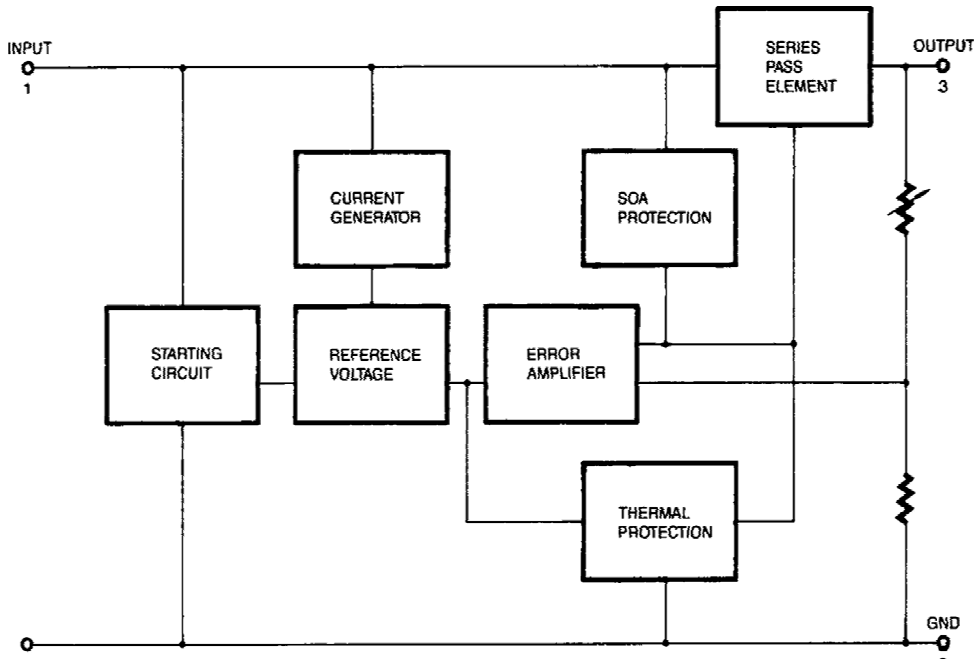 INPUT
1
SERIES
PASS
ELEMENT
OUTPUT
3
CURRENT
GENERATOR
SOA
PROTECTION
STARTING
CIRCUIT
REFERENCE
VOLTAGE
ERROR
AMPLIFIER
THERMAL
PROTECTION
GND